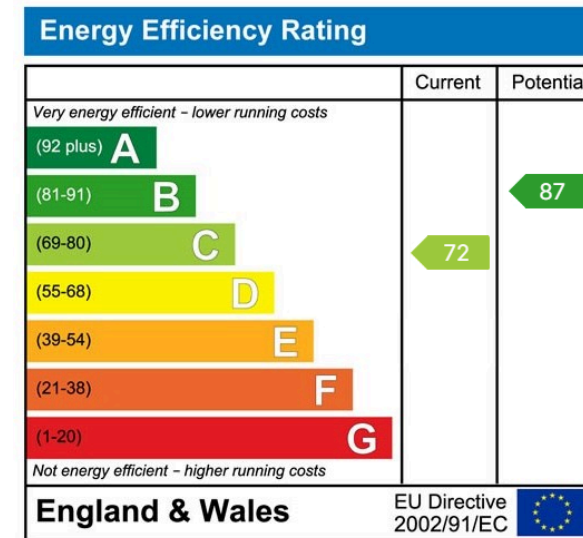 Energy Efficiency Rating
Current Potentia
Very energy efficient – lower running costs
(92 plus) A
(81-91) B
87
(69-80) C
72
(55-68) D
(39-54) E
(21-38) F
(1-20) G
Not energy efficient – higher running costs
England & Wales
EU Directive
2002/91/EC